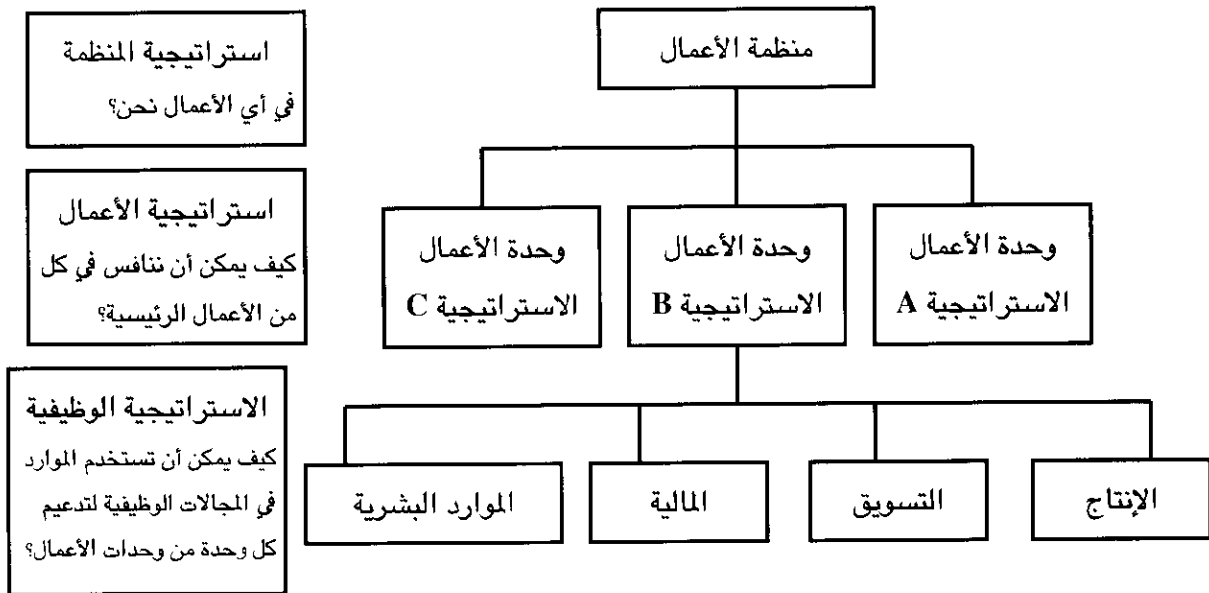 منظمة الأعمال
استراتيجية المنظمة
في أي الأعمال نحن؟
وحدة الأعمال
الاستراتيجية A
وحدة الأعمال
الاستراتيجية B
وحدة الأعمال
الاستراتيجية C
استراتيجية الأعمال
كيف يمكن أن ننافس في كل
من الأعمال الرئيسية؟
الإنتاج
التسويق
المالية
الموارد البشرية
الاستراتيجية الوظيفية
كيف يمكن أن تستخدم الموارد
في المجالات الوظيفية لتدعيم
كل وحدة من وحدات الأعمال؟